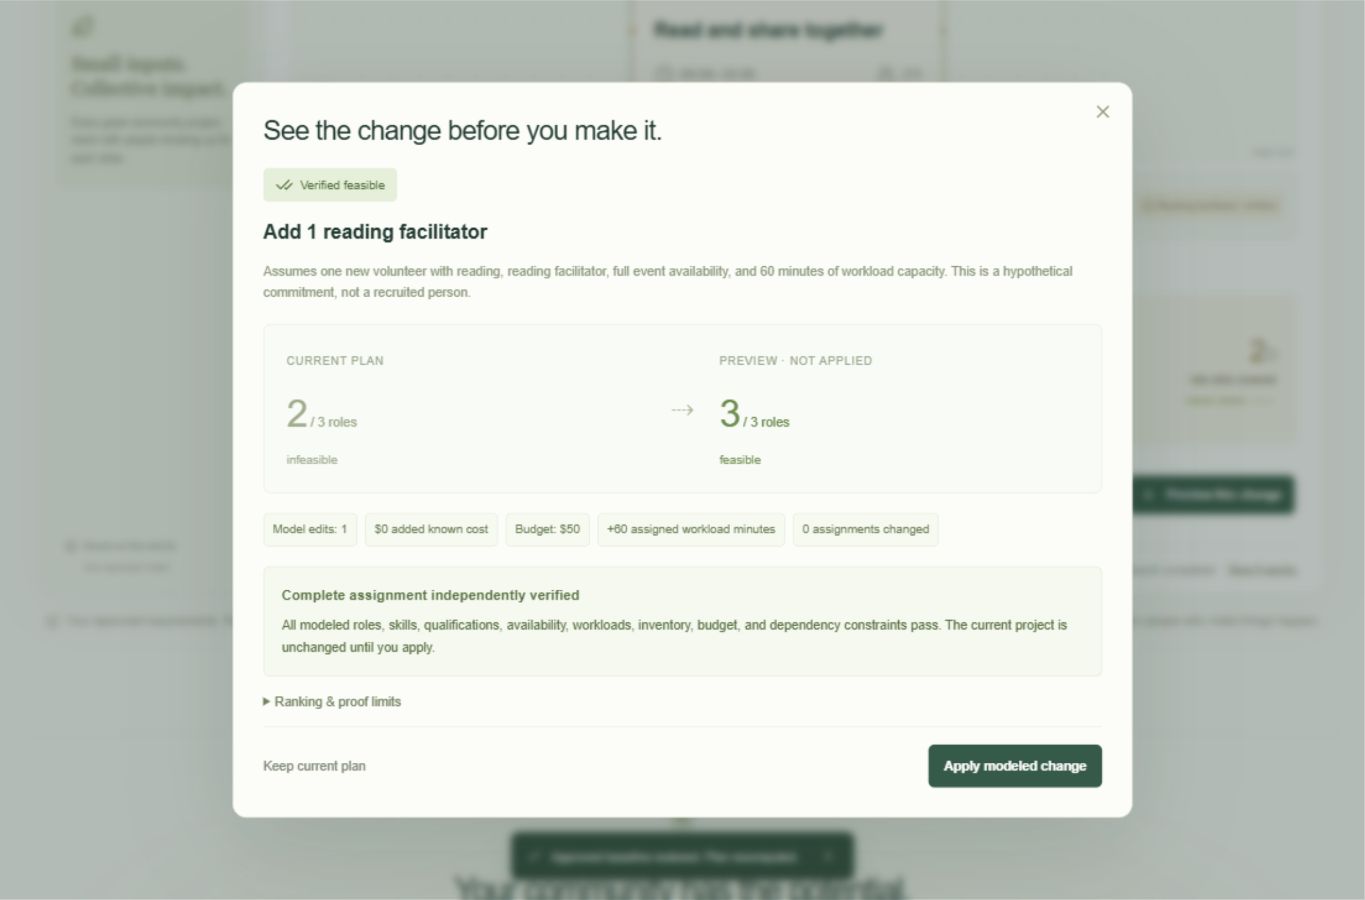 Read and share together
Small inputs.
Collective impact.
See the change before you make it.
Verified feasible
Add 1 reading facilitator
Assumes one new volunteer with reading, reading facilitator, full event availability, and 60 minutes of workload capacity. This is a hypothetical
commitment, not a recruited person.
CURRENT PLAN
2 / 3 roles
infeasible
PREVIEW · NOT APPLIED
3 / 3 roles
feasible
Model edits: 1
$0 added known cost
Budget: $50
+60 assigned workload minutes
0 assignments changed
Complete assignment independently verified
All modeled roles, skills, qualifications, availability, workloads, inventory, budget, and dependency constraints pass. The current project is
unchanged until you apply.
Ranking & proof limits
Keep current plan
Apply modeled change
Your community has the potential.